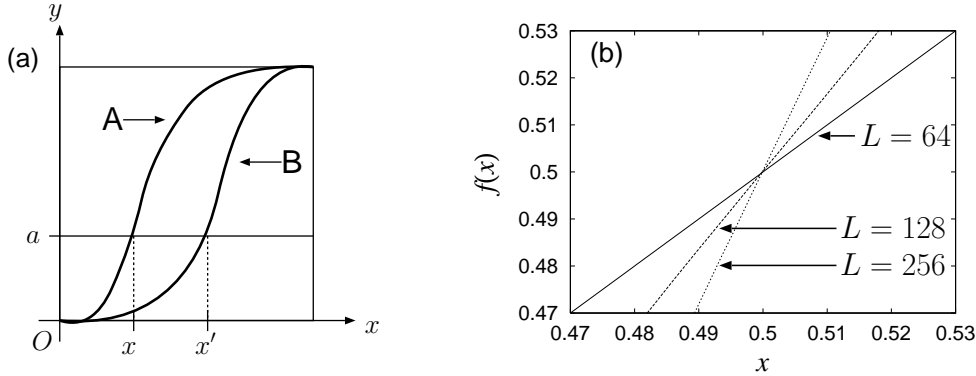 (a)
y
A
B
a
O
x
x′
x
(b)
f(x)
0.53
0.52
0.51
0.5
0.49
0.48
0.47
L = 64
L = 128
L = 256
0.47 0.48 0.49 0.5 0.51 0.52 0.53
x